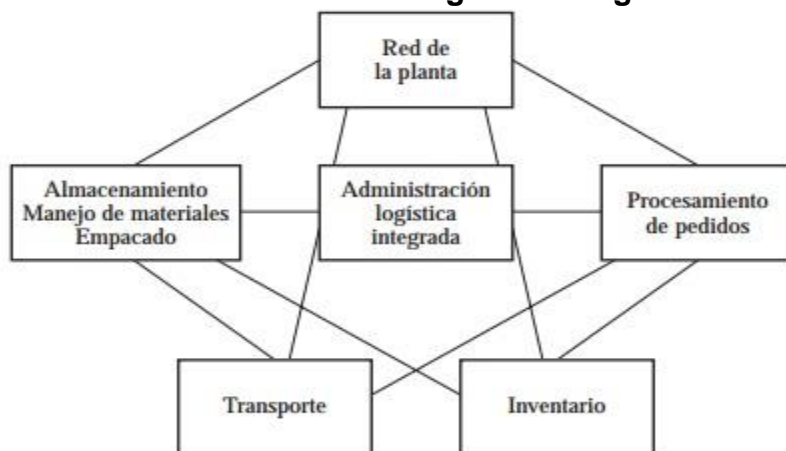 Red de
la planta
Almacenamiento
Manejo de materiales
Empacado
Administración
logística
integrada
Procesamiento
de pedidos
Transporte
Inventario